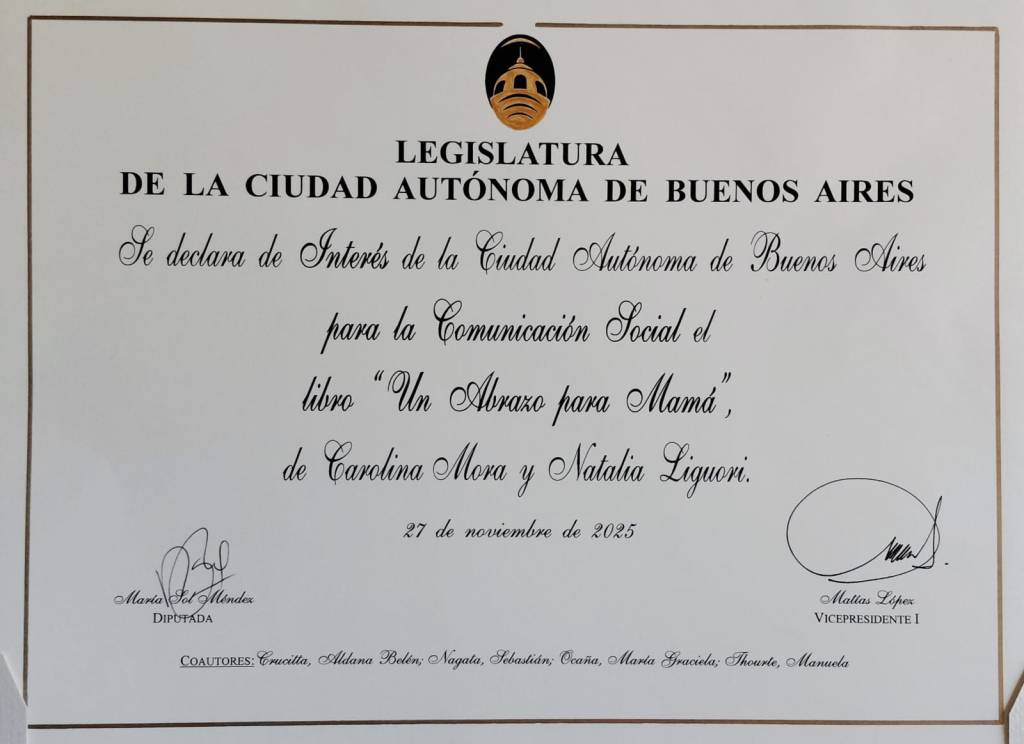 LEGISLATURA
DE LA CIUDAD AUTÓNOMA DE BUENOS AIRES
Se declara de Interés de la Ciudad Autónoma de Buenos Aires
para la Comunicación Social el
libro “Un Abrazo para Mamá”,
de Carolina Mora y Natalia Liguori.
27 de noviembre de 2025
María Sol Méndez
DIPUTADA
Matías López
VICEPRESIDENTE I
COAUTORES: Crucitta, Aldana Belén; Nagata, Sebastián; Ocaña, María Graciela; Thourte, Manuela